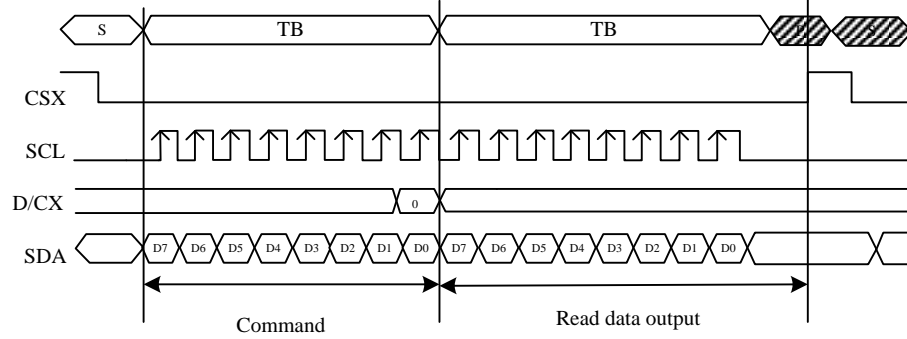 S TB TB P S
CSX
SCL
D/CX 0
SDA D7 D6 D5 D4 D3 D2 D1 D0 D7 D6 D5 D4 D3 D2 D1 D0
Command Read data output